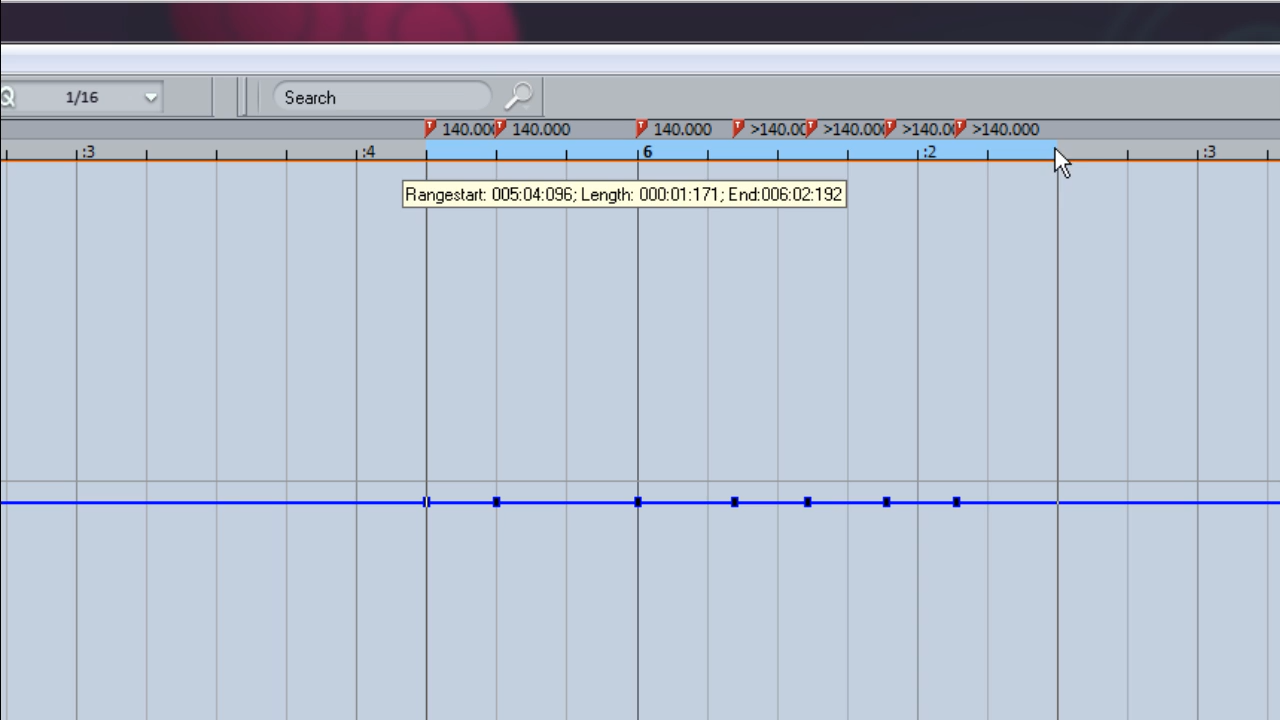 Q 1/16 Search
140.000 140.000 140.000 >140.000 >140.000 >140.000 >140.000
:3 :4 6 :2 :3
Rangestart: 005:04:096; Length: 000:01:171; End:006:02:192